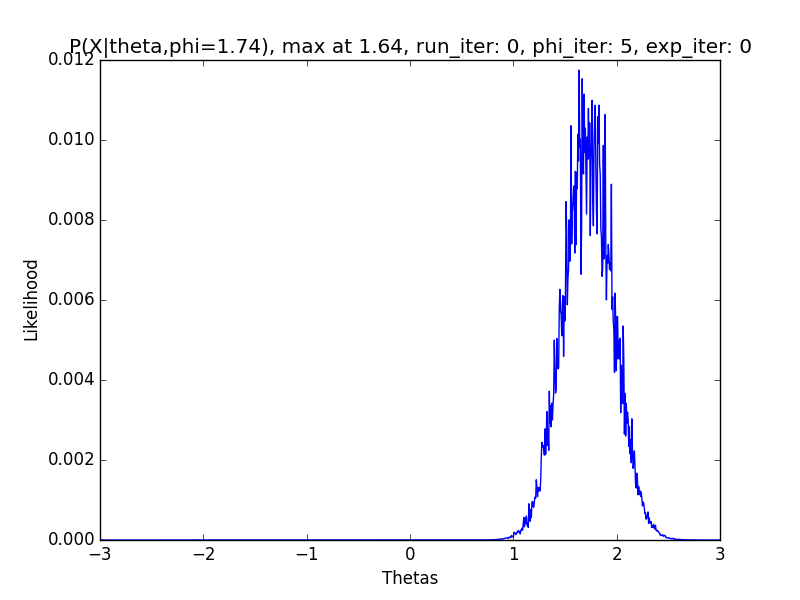 P(X|theta,phi=1.74), max at 1.64, run_iter: 0, phi_iter: 5, exp_iter: 0
0.012
0.010
0.008
0.006
0.004
0.002
0.000
Likelihood
−3 −2 −1 0 1 2 3
Thetas